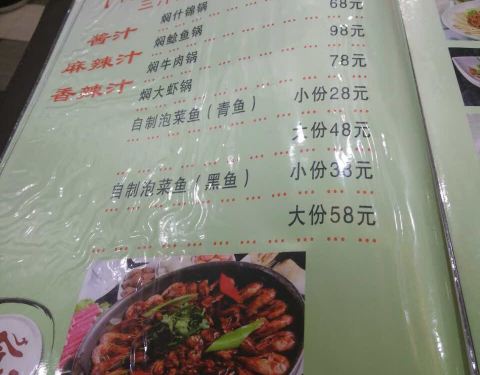 焖什锦锅
酱汁 焖鲶鱼锅 68元
麻辣汁 焖牛肉锅 98元
香辣汁 焖大虾锅 78元
自制泡菜鱼（青鱼） 小份28元
大份48元
自制泡菜鱼（黑鱼） 小份38元
大份58元